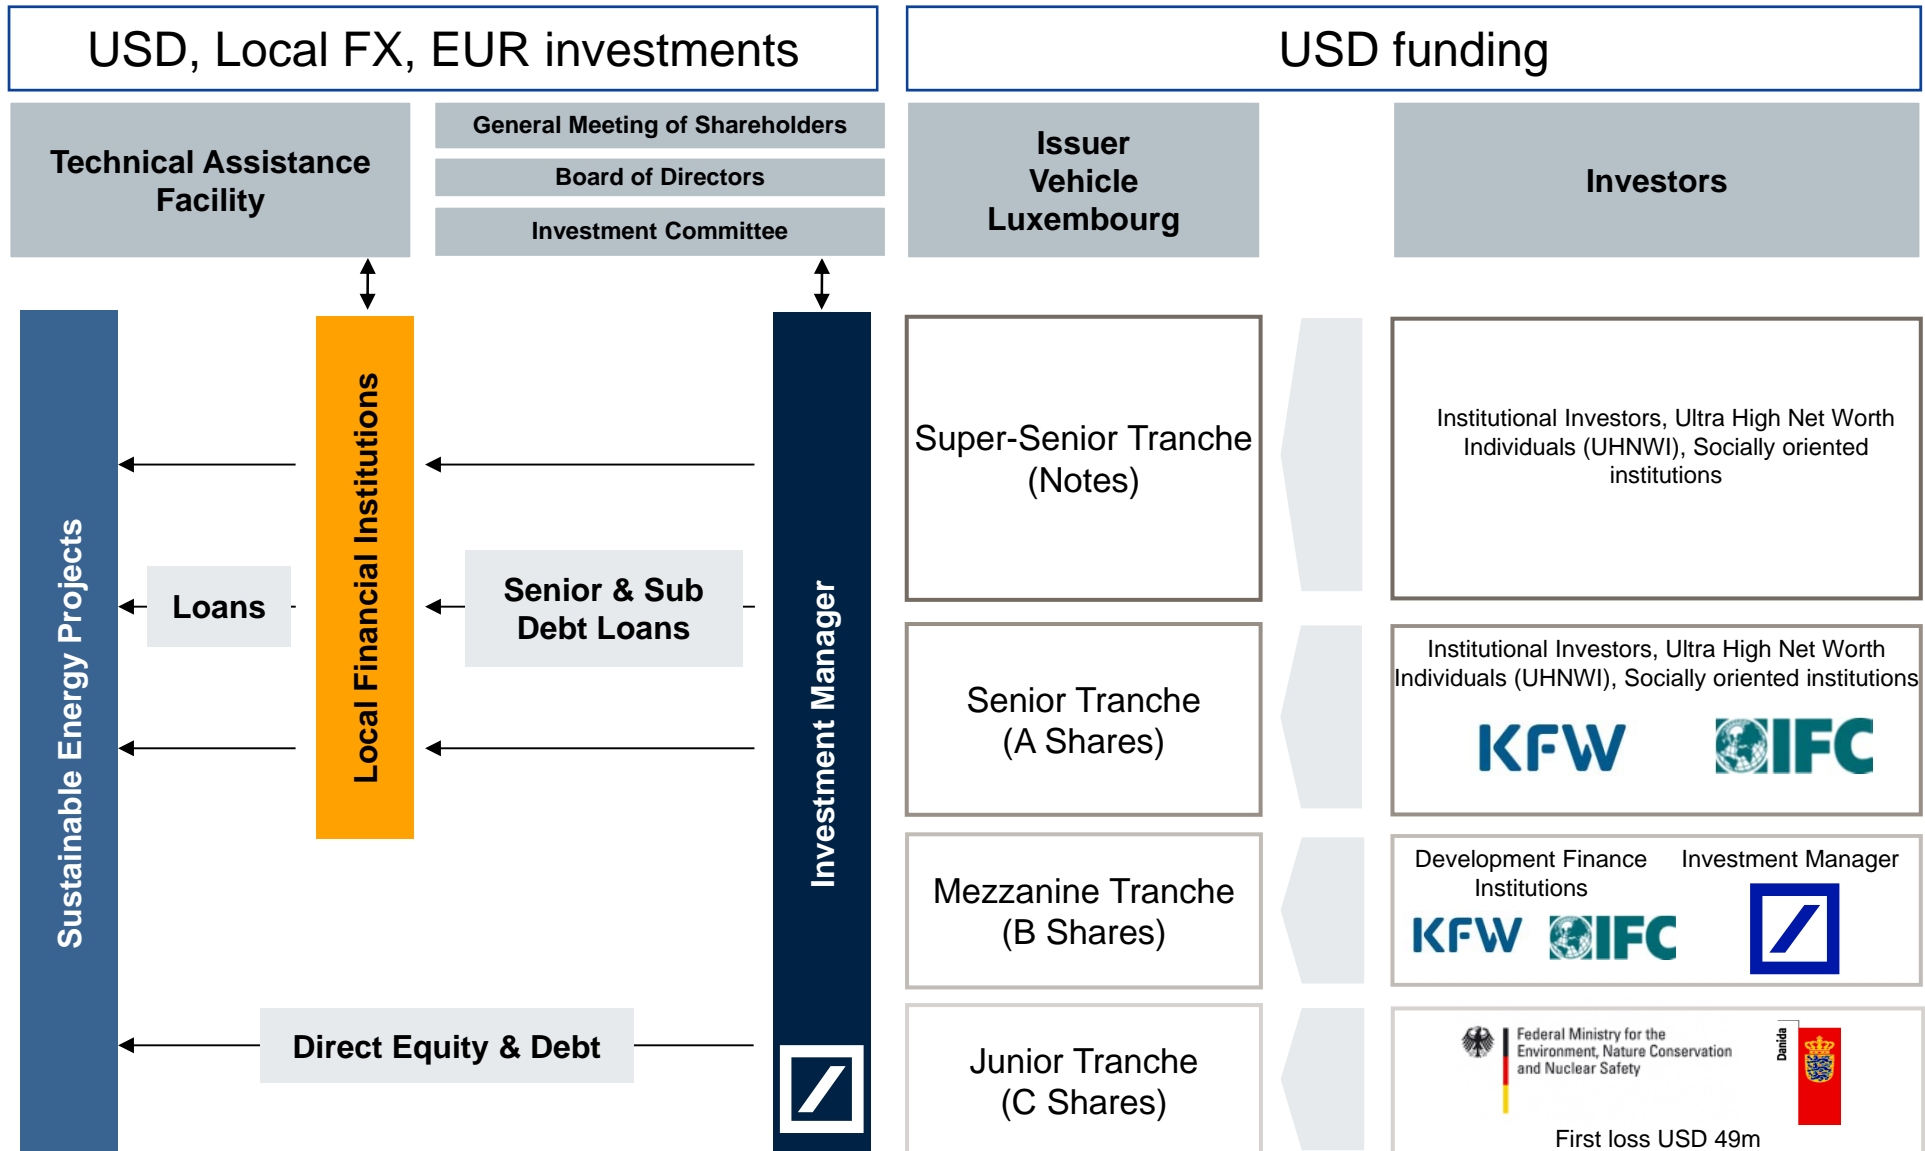 USD, Local FX, EUR investments
USD funding
Technical Assistance
Facility
General Meeting of Shareholders
Board of Directors
Investment Committee
Issuer
Vehicle
Luxembourg
Investors
Sustainable Energy Projects
Loans
Local Financial Institutions
Senior & Sub
Debt Loans
Direct Equity & Debt
Investment Manager
Super-Senior Tranche
(Notes)
Institutional Investors, Ultra High Net Worth
Individuals (UHNWI), Socially oriented
institutions
Senior Tranche
(A Shares)
Institutional Investors, Ultra High Net Worth
Individuals (UHNWI), Socially oriented institutions
KFW
IFC
Mezzanine Tranche
(B Shares)
Development Finance
Institutions
KFW
IFC
Investment Manager
Junior Tranche
(C Shares)
Federal Ministry for the
Environment, Nature Conservation
and Nuclear Safety
Danida
First loss USD 49m